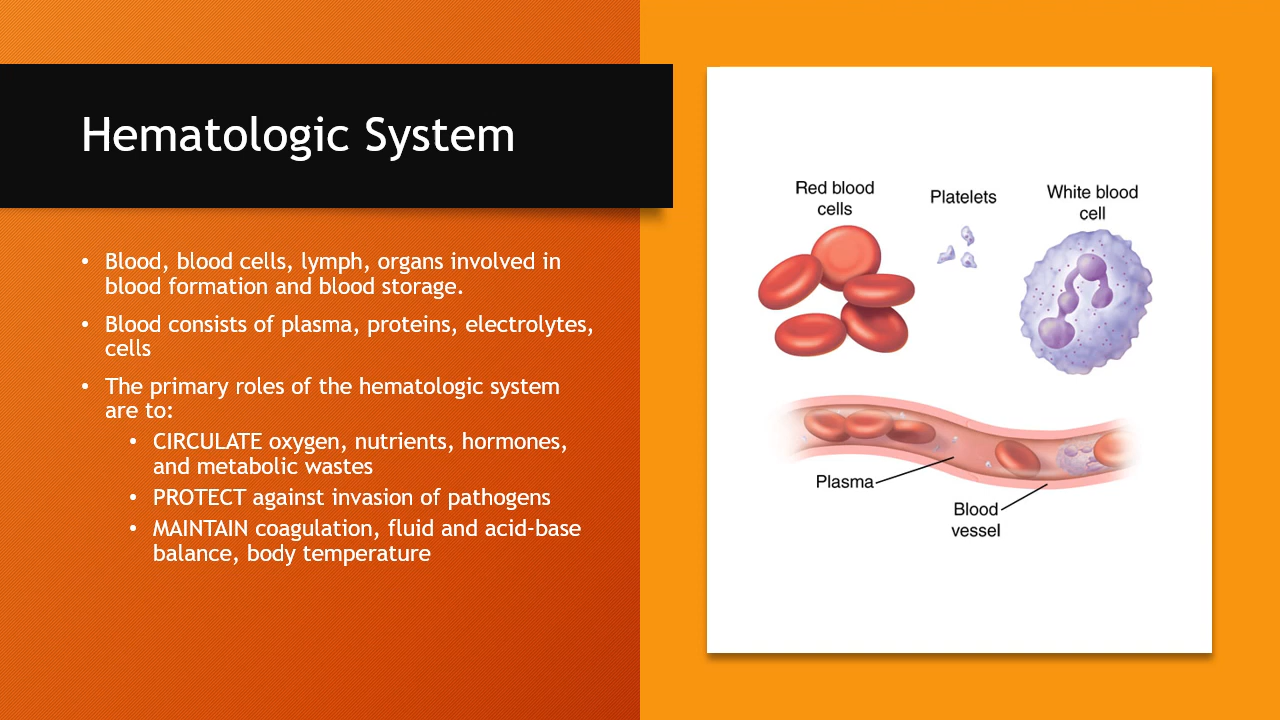 Hematologic System
• Blood, blood cells, lymph, organs involved in
blood formation and blood storage.
• Blood consists of plasma, proteins, electrolytes,
cells
• The primary roles of the hematologic system
are to:
• CIRCULATE oxygen, nutrients, hormones,
and metabolic wastes
• PROTECT against invasion of pathogens
• MAINTAIN coagulation, fluid and acid-base
balance, body temperature
Red blood
cells
Platelets
White blood
cell
Plasma
Blood
vessel